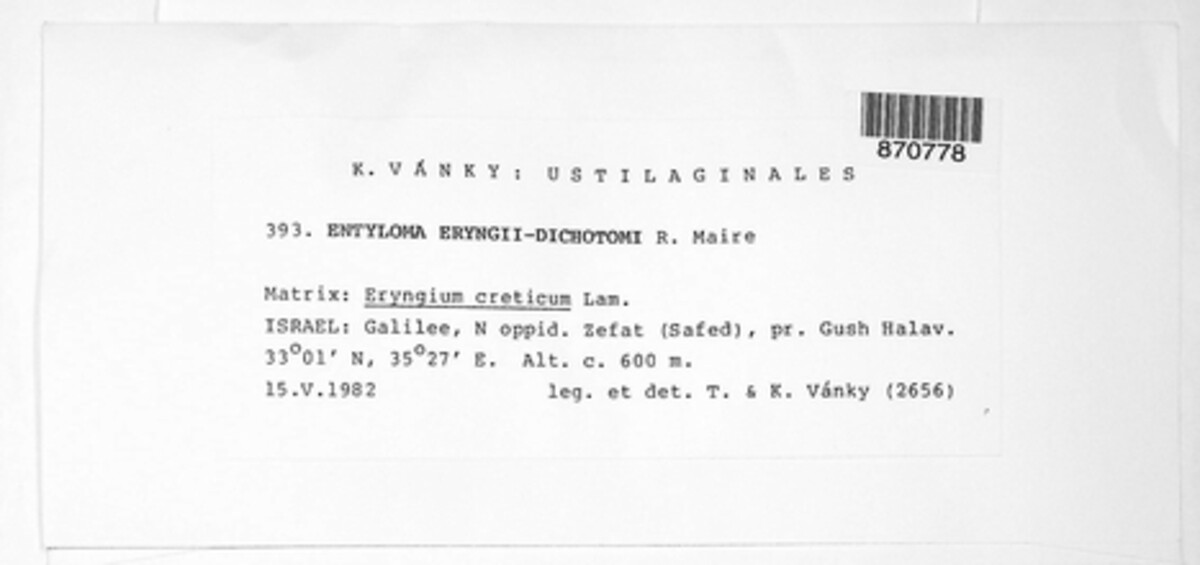 870778
K. VÁNKY: USTILAGINALES
393. ENTYLOMA ERYNGII-DICHOTOMI R. Maire
Matrix: Eryngium creticum Lam.
ISRAEL: Galilee, N oppid. Zefat (Safed), pr. Gush Halav.
33°01' N, 35°27' E. Alt. c. 600 m.
15.V.1982 leg. et det. T. & K. Vánky (2656)